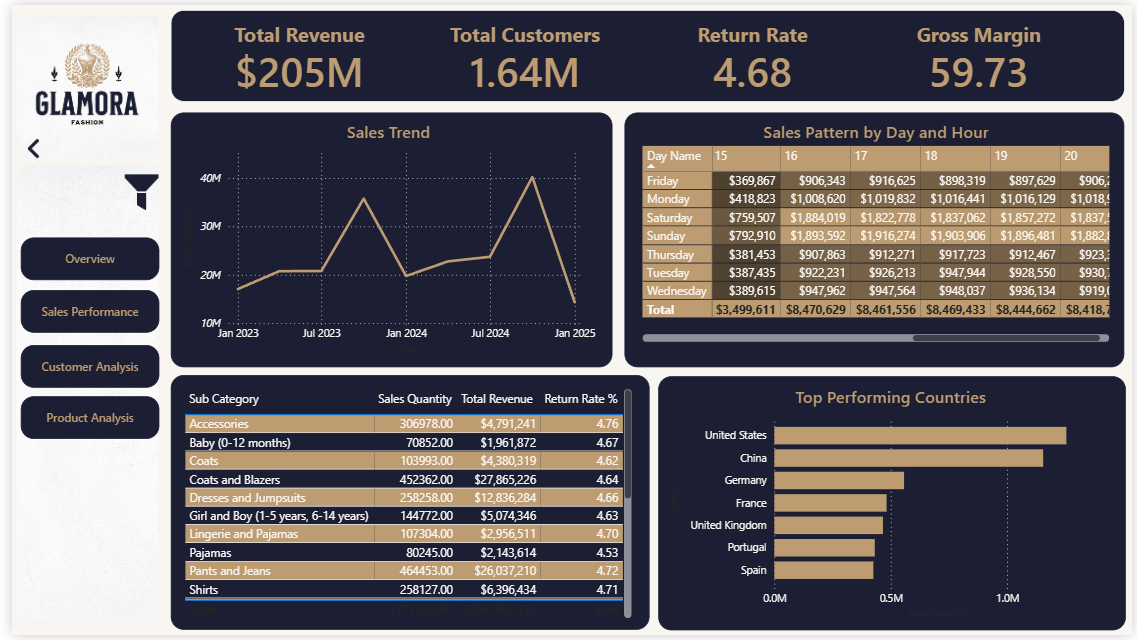 GLAMORA
FASHION
Overview
Sales Performance
Customer Analysis
Product Analysis
Total Revenue Total Customers Return Rate Gross Margin
$205M 1.64M 4.68 59.73
Sales Trend
40M
30M
20M
10M
Jan 2023 Jul 2023 Jan 2024 Jul 2024 Jan 2025
Sales Pattern by Day and Hour
Day Name 15 16 17 18 19 20
Friday $369,867 $906,343 $916,625 $898,319 $897,629 $906,2
Monday $418,823 $1,008,620 $1,019,832 $1,016,441 $1,016,129 $1,018,9
Saturday $759,507 $1,884,019 $1,822,778 $1,837,062 $1,857,272 $1,837,
Sunday $792,910 $1,893,592 $1,916,274 $1,903,906 $1,896,481 $1,882,8
Thursday $381,453 $907,863 $912,271 $917,723 $912,467 $923,
Tuesday $387,435 $922,231 $926,213 $947,944 $928,550 $930,
Wednesday $389,615 $947,962 $947,564 $948,037 $936,134 $919,0
Total $3,499,611 $8,470,629 $8,461,556 $8,469,433 $8,444,662 $8,418,7
Sub Category Sales Quantity Total Revenue Return Rate %
Accessories 306978.00 $4,791,241 4.76
Baby (0-12 months) 70852.00 $1,961,872 4.67
Coats 103993.00 $4,380,319 4.62
Coats and Blazers 452362.00 $27,865,226 4.64
Dresses and Jumpsuits 258258.00 $12,836,284 4.66
Girl and Boy (1-5 years, 6-14 years) 144772.00 $5,074,346 4.63
Lingerie and Pajamas 107304.00 $2,956,511 4.70
Pajamas 80245.00 $2,143,614 4.53
Pants and Jeans 464453.00 $26,037,210 4.72
Shirts 258127.00 $6,396,434 4.71
Total
Top Performing Countries
United States
China
Germany
France
United Kingdom
Portugal
Spain
0.0M 0.5M 1.0M